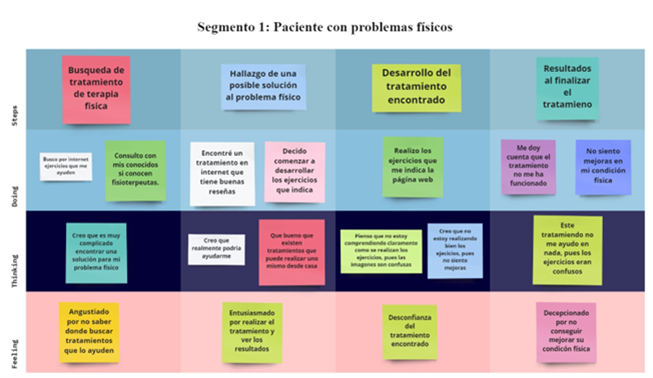 Segmento 1: Paciente con problemas físicos
Steps
Busqueda de
tratamiento
de terapia
física
Hallazgo de una
posible solución
al problema físico
Desarrollo del
tratamiento
encontrado
Resultados
al finalizar
el
tratamieno
Doing
Busco por internet
ejercicios que me
ayuden
Consulto con
mis conocidos
si conocen
fisioterpeutas.
Encontré un
tratamiento en
internet que
tiene buenas
reseñas
Decido
comenzar a
desarrollar
los ejercicios
que indica
Realizo los
ejercicios que
me indica la
página web
Me doy
cuenta que el
tratamiento
no me ha
funcionado
No siento
mejoras en
mi condición
física
Thinking
Creo que es muy
complicado
encontrar una
solución para mi
problema físico
Creo que
realmente podría
ayudarme
Que bueno que
existen
tratamientos que
puede realizar uno
mismo desde casa
Pienso que no estoy
comprendiendo claramente
como se realizan los
ejercicios, pues las
imagenes son confusas
Creo que no
estoy realizando
bien los
ejecicios, pues
no siento
mejoras
Este
tratamiendo no
me ayudo en
nada, pues los
ejercicios eran
confusos
Feeling
Angustiado
por no saber
donde buscar
tratamientos
que lo ayuden
Entusiasmado
por realizar el
tratamiento y
ver los
resultados
Desconfianza
del
tratamiento
encontrado
Decepcionado
por no
conseguir
mejorar su
condicón física